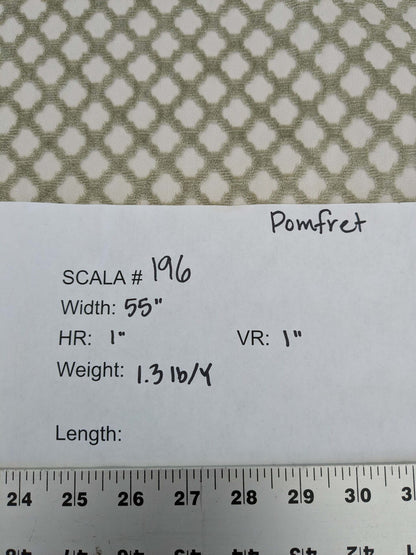 Pomfret
SCALA # 196
Width: 55"
HR: 1" VR: 1"
Weight: 1.3 lb/Y
Length:
24 25 26 27 28 29 30 3